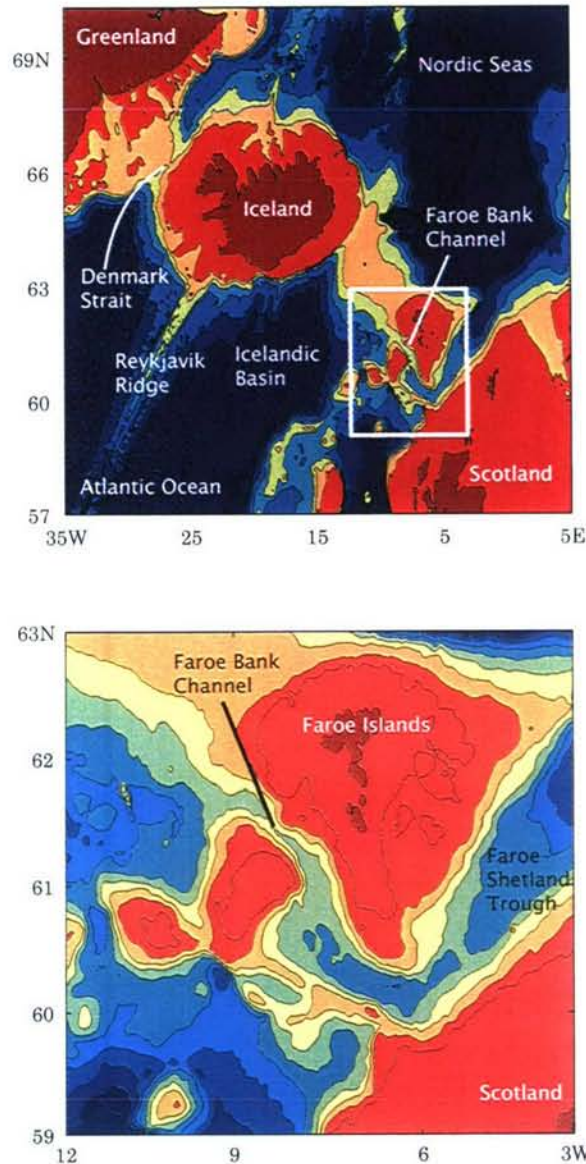 Greenland
69N
Nordic Seas
66
Iceland
Faroe Bank
Channel
Denmark
Strait
63
Reykjavik
Ridge
Icelandic
Basin
60
Scotland
Atlantic Ocean
57
35W 25 15 5 5E
63N
Faroe Bank
Channel
Faroe Islands
62
Faroe-
Shetland
Trough
61
60
Scotland
59
12 9 6 3W